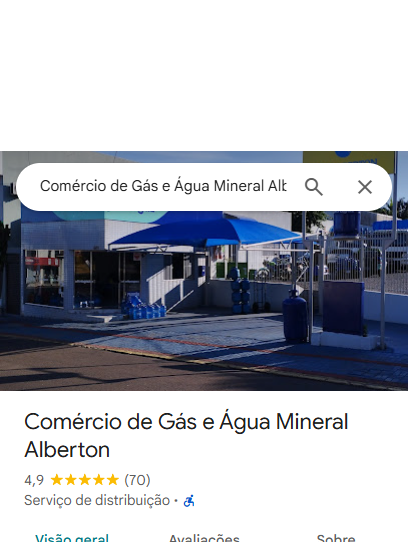 Comércio de Gás e Água Mineral Alb
Comércio de Gás e Água Mineral
Alberton
4,9 (70)
Serviço de distribuição ·
Visão geral Avaliações Sobre